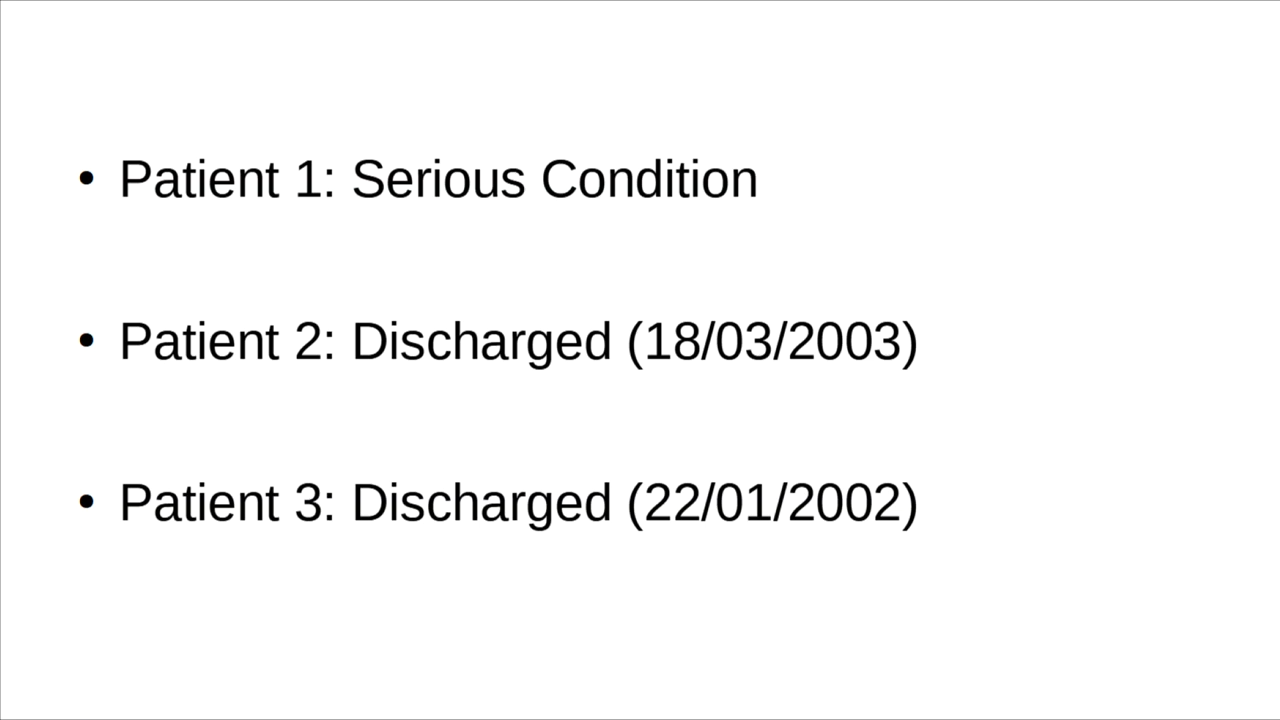 • Patient 1: Serious Condition
• Patient 2: Discharged (18/03/2003)
• Patient 3: Discharged (22/01/2002)